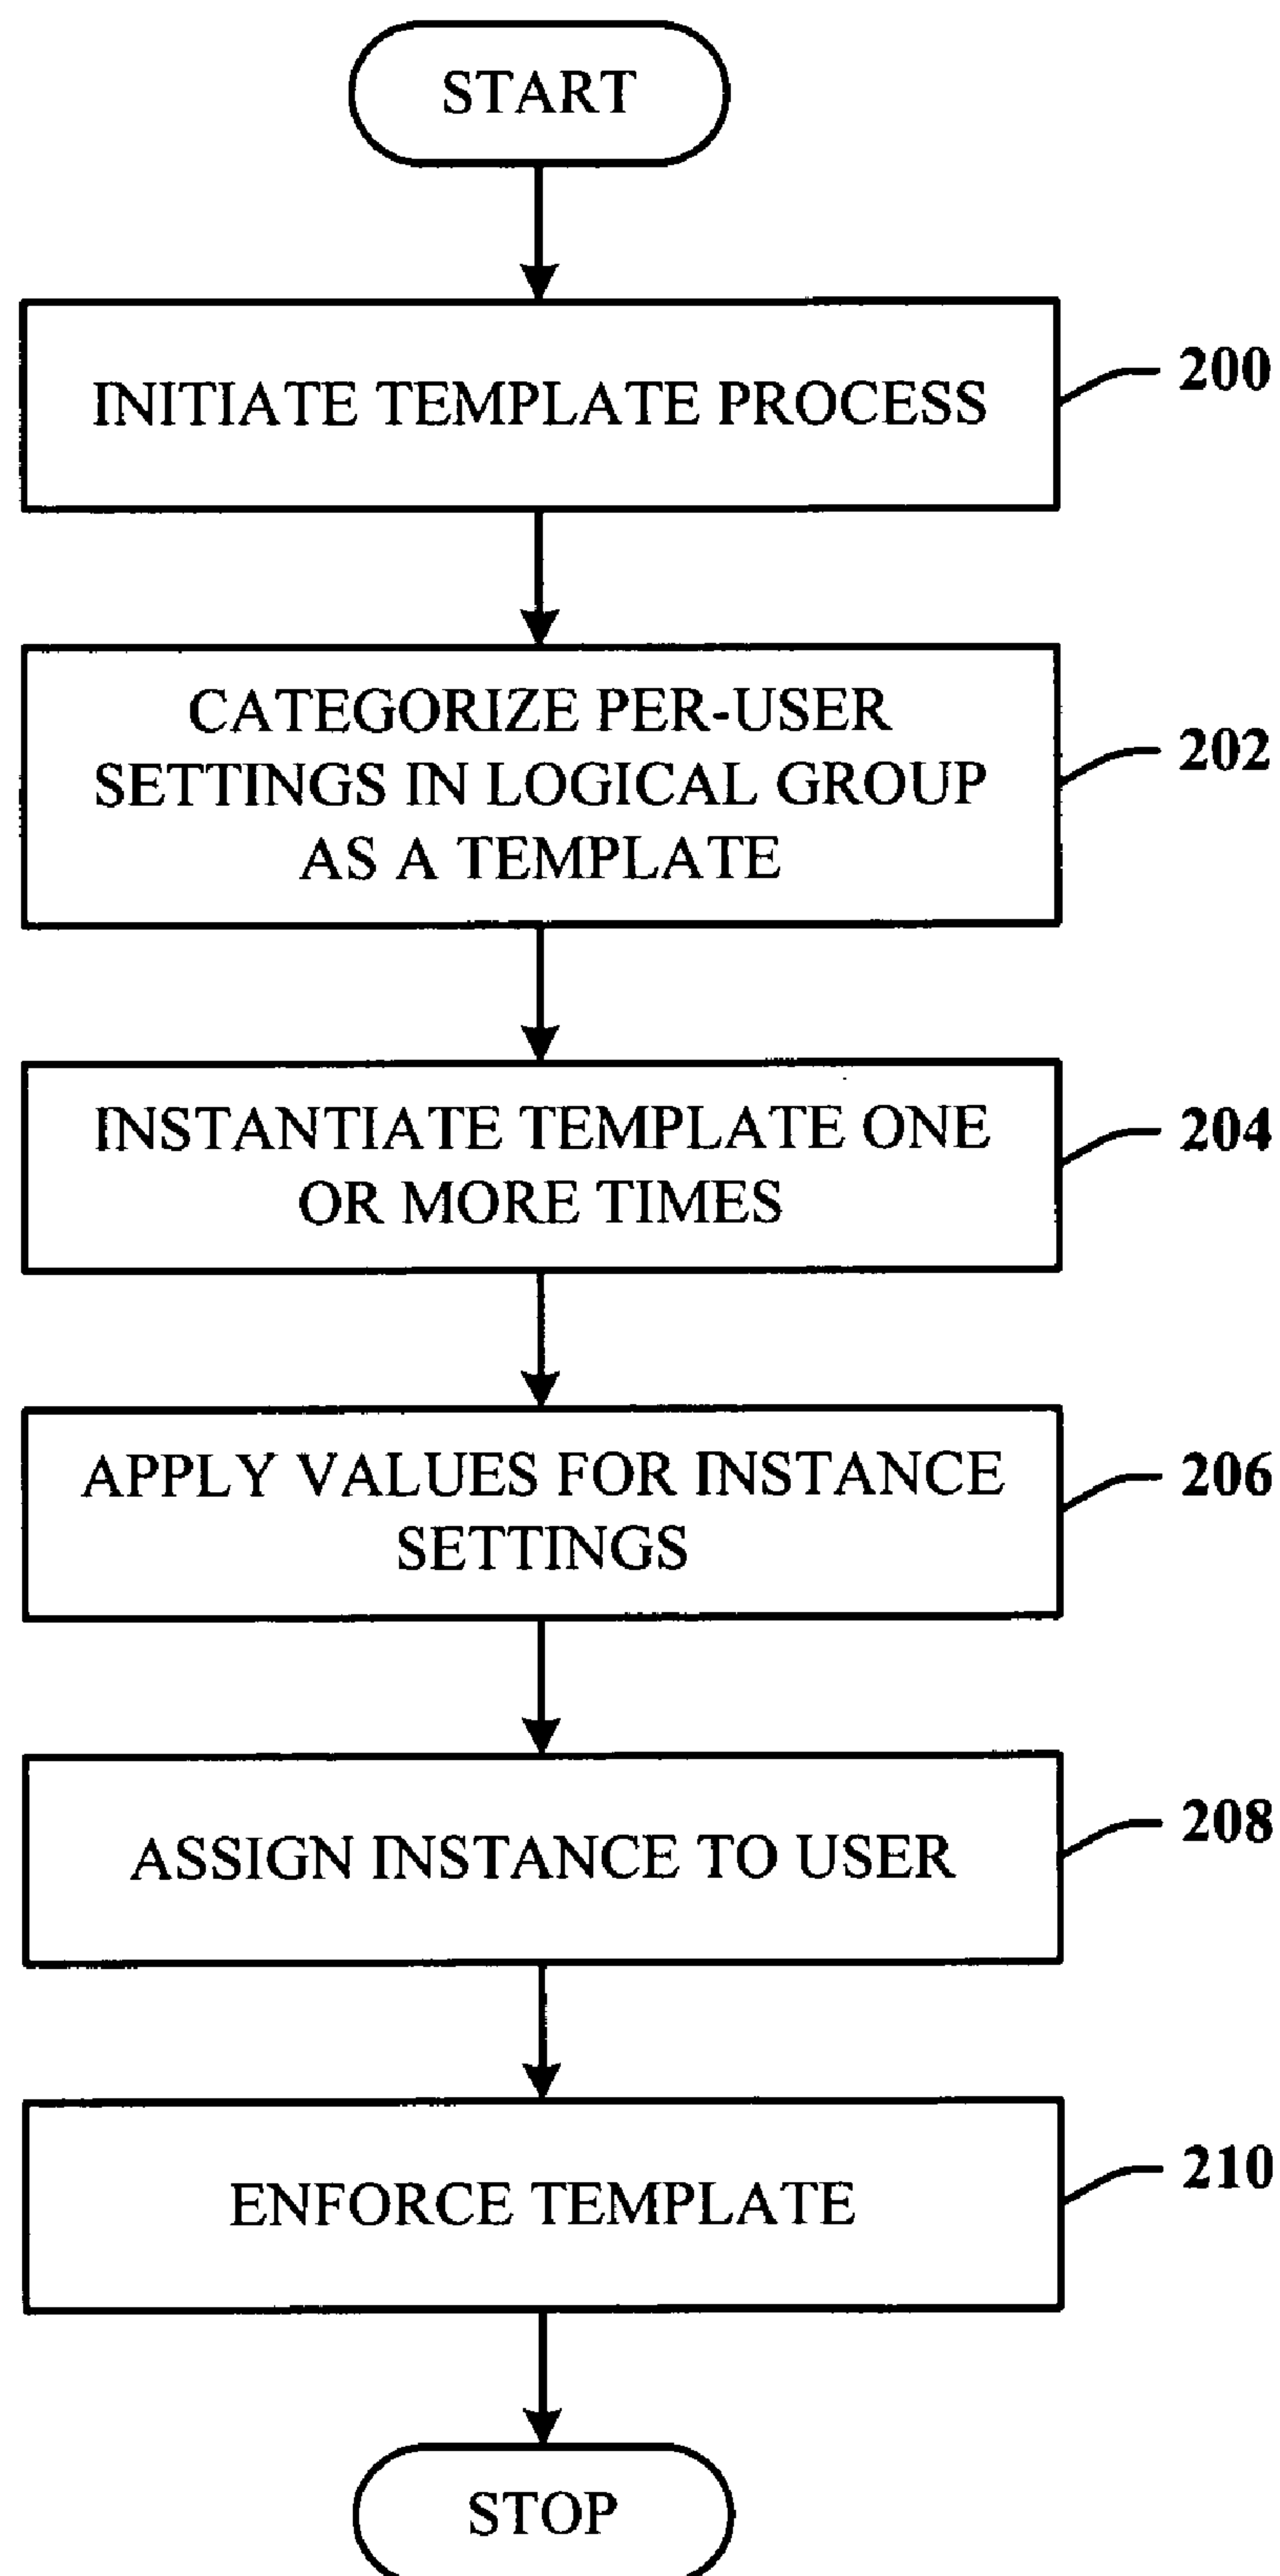 START
INITIATE TEMPLATE PROCESS
200
CATEGORIZE PER-USER
SETTINGS IN LOGICAL GROUP
AS A TEMPLATE
202
INSTANTIATE TEMPLATE ONE
OR MORE TIMES
204
APPLY VALUES FOR INSTANCE
SETTINGS
206
ASSIGN INSTANCE TO USER
208
ENFORCE TEMPLATE
210
STOP